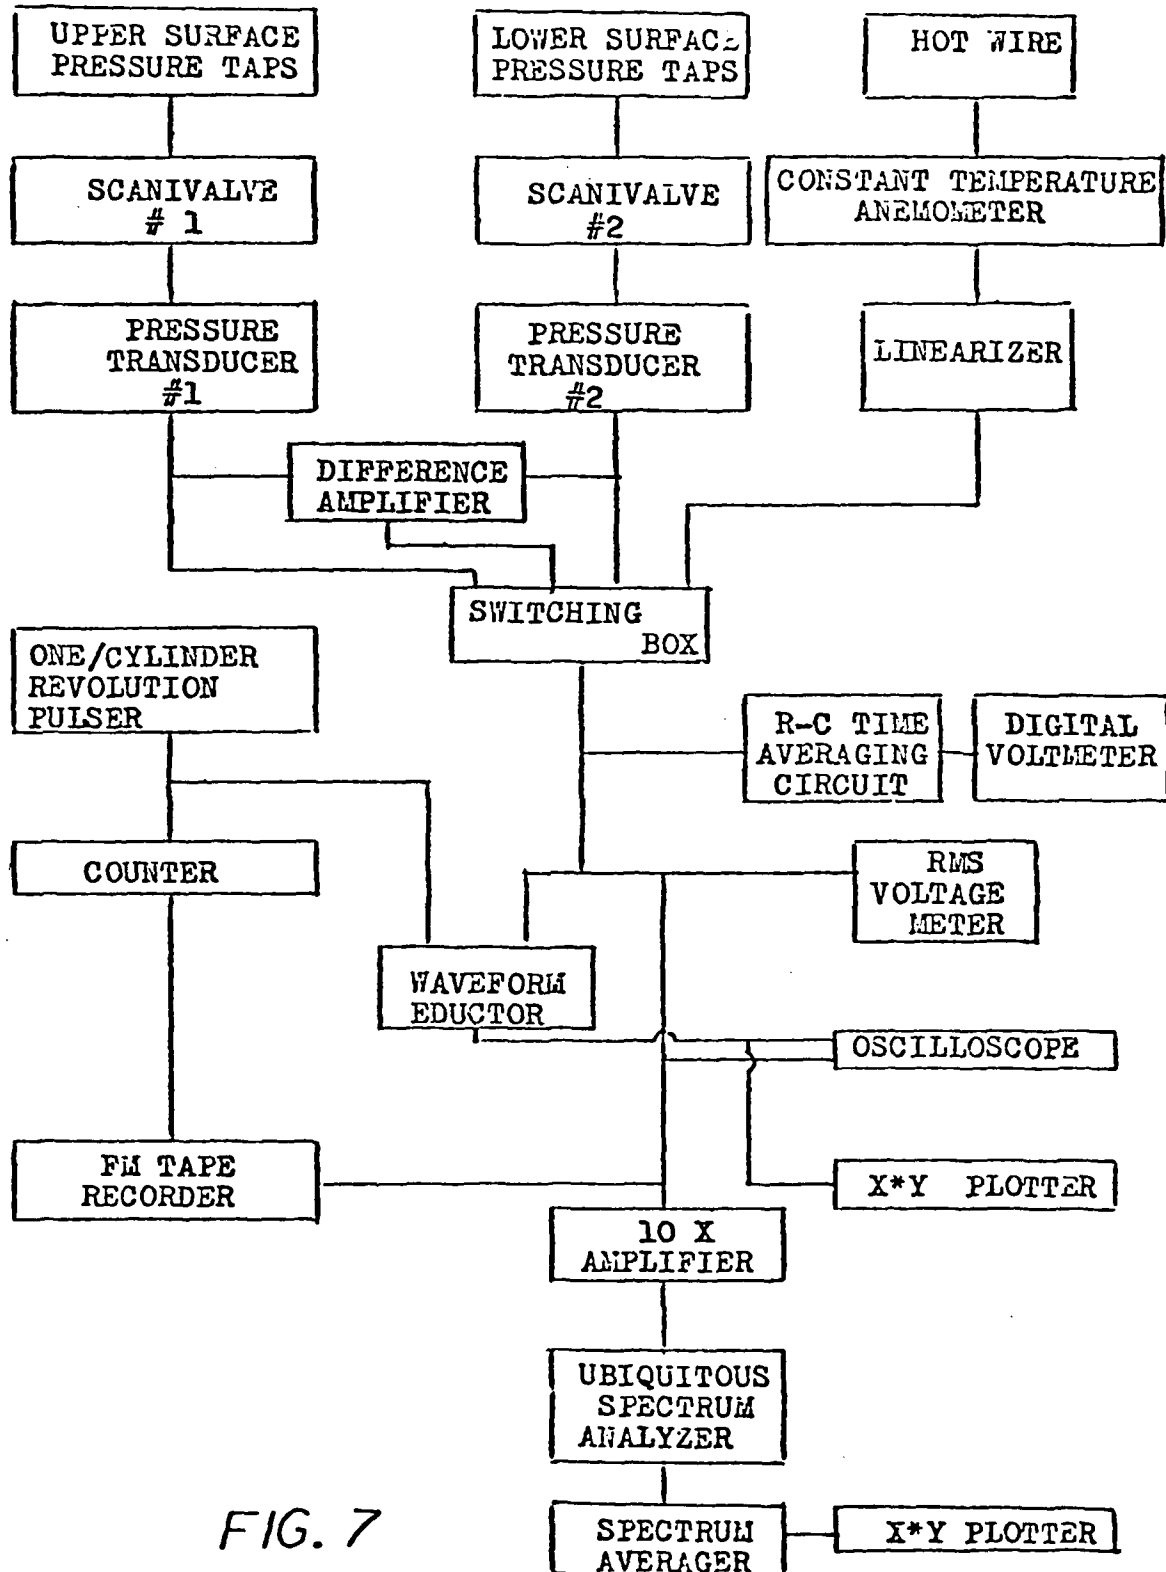 UPPER SURFACE
PRESSURE TAPS
LOWER SURFACE
PRESSURE TAPS
HOT WIRE
SCANIVALVE
# 1
SCANIVALVE
#2
CONSTANT TEMPERATURE
ANEMOMETER
PRESSURE
TRANSDUCER
#1
PRESSURE
TRANSDUCER
#2
LINEARIZER
DIFFERENCE
AMPLIFIER
SWITCHING
BOX
ONE/CYLINDER
REVOLUTION
PULSER
R-C TIME
AVERAGING
CIRCUIT
DIGITAL
VOLTMETER
COUNTER
RMS
VOLTAGE
METER
WAVEFORM
EDUCTOR
OSCILLOSCOPE
FM TAPE
RECORDER
X*Y PLOTTER
10 X
AMPLIFIER
UBIQUITOUS
SPECTRUM
ANALYZER
SPECTRUM
AVERAGER
X*Y PLOTTER
FIG. 7